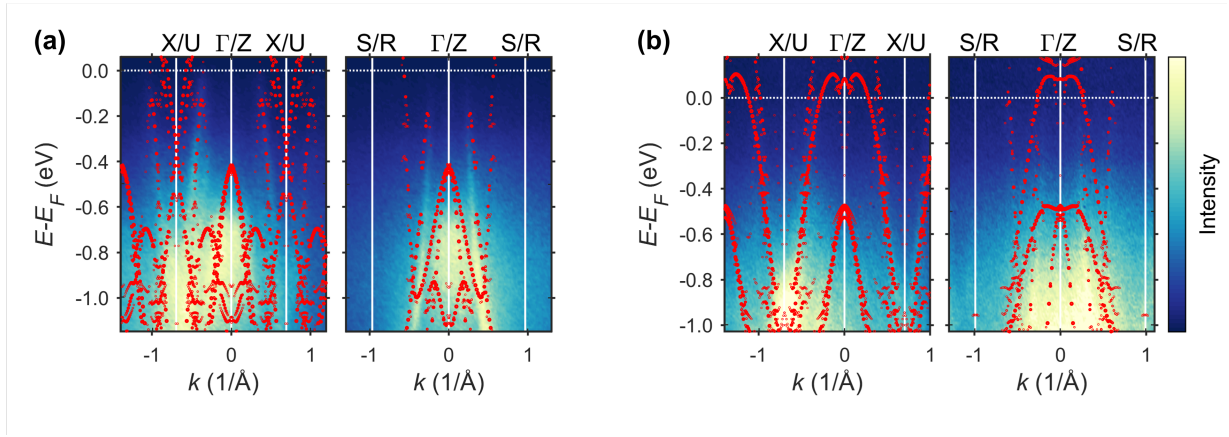 (a)
X/U Γ/Z X/U
S/R Γ/Z S/R
0.0
-0.2
-0.4
-0.6
-0.8
-1.0
E-E_F (eV)
-1 0 1
k (1/Å)
-1 0 1
k (1/Å)
(b)
X/U Γ/Z X/U
S/R Γ/Z S/R
0.0
-0.2
-0.4
-0.6
-0.8
-1.0
E-E_F (eV)
-1 0 1
k (1/Å)
-1 0 1
k (1/Å)
Intensity